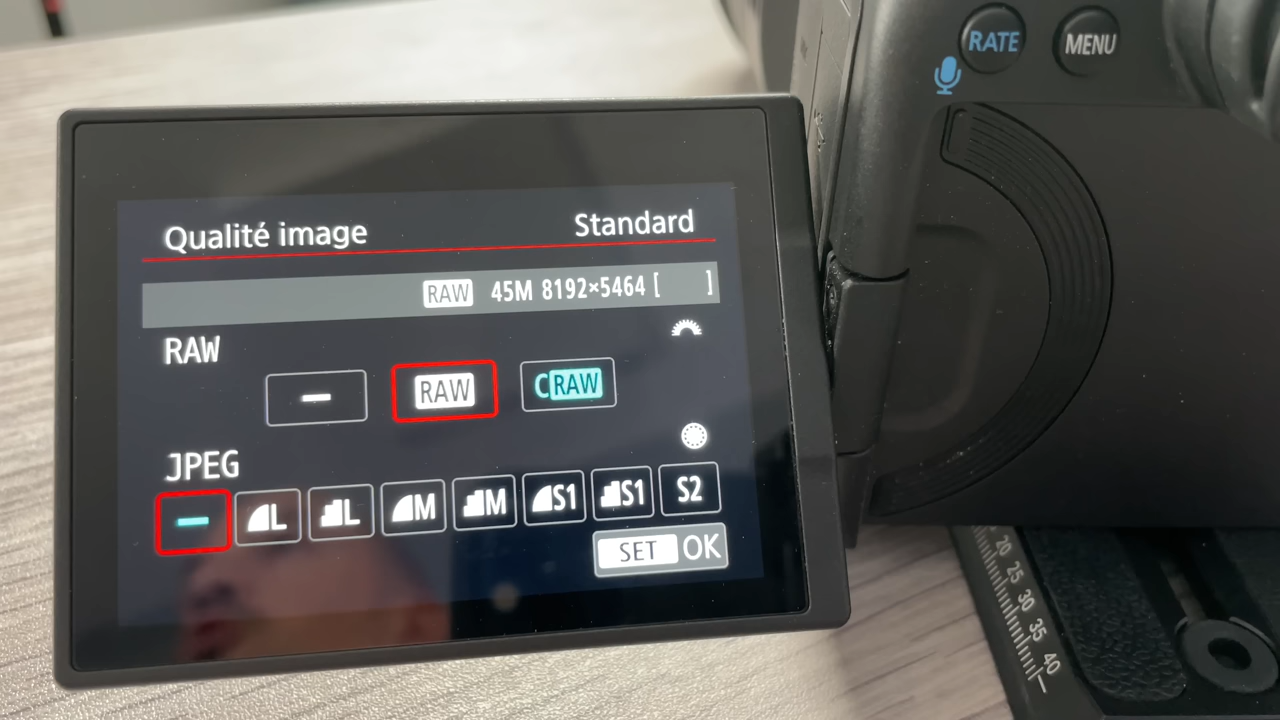 RATE MENU
Qualité image Standard
RAW 45M 8192×5464 [ ]
RAW
– RAW CRAW
JPEG
– L L M M S1 S1 S2
SET OK
20 25 30 35 40